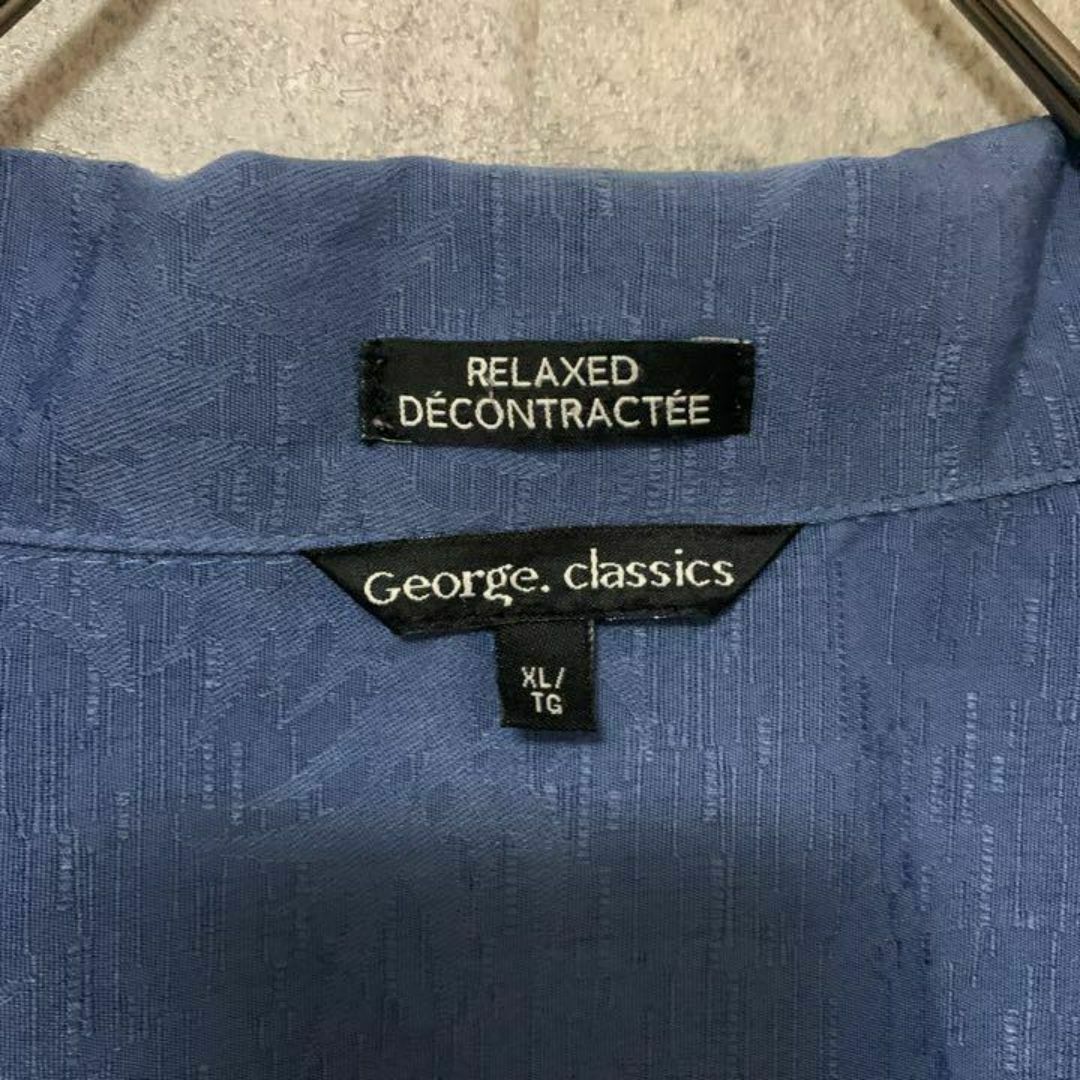 RELAXED
DÉCONTRACTÉE
George. classics
XL/
TG